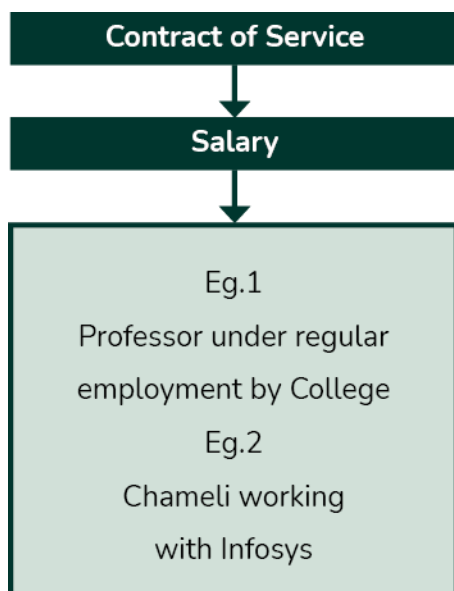 Contract of Service
Salary
Eg.1
Professor under regular
employment by College
Eg.2
Chameli working
with Infosys